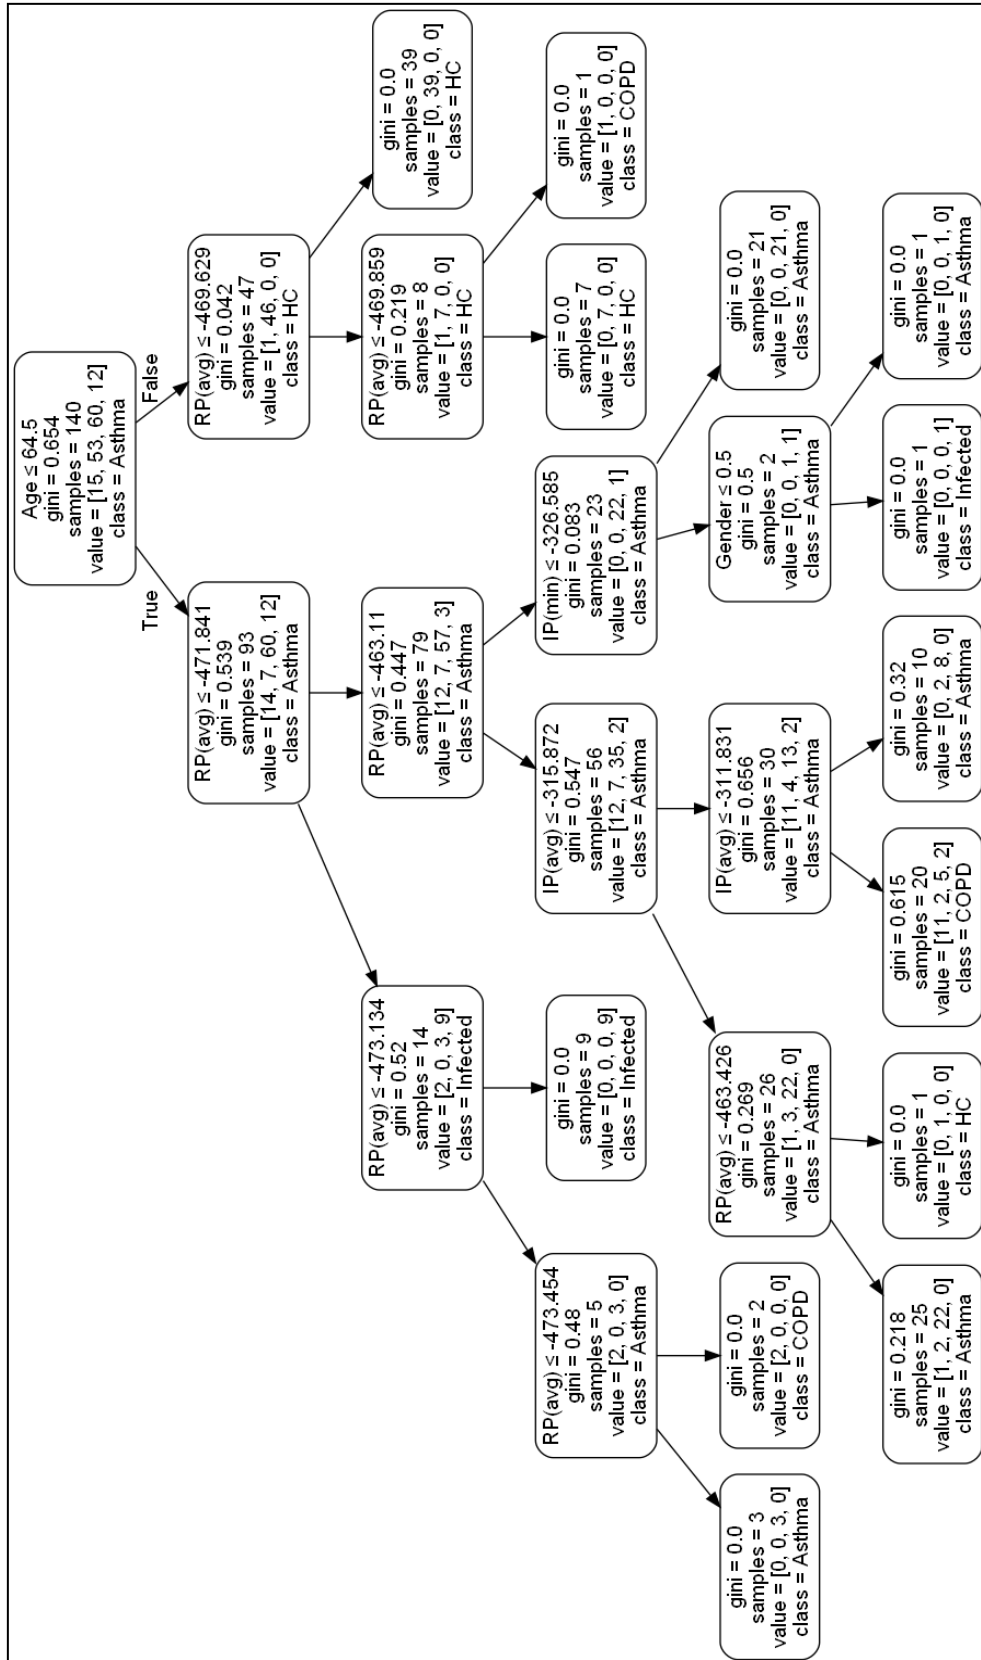 Age ≤ 64.5
gini = 0.654
samples = 140
value = [15, 53, 60, 12]
class = Asthma
True
False
RP(avg) ≤ -471.841
gini = 0.539
samples = 93
value = [14, 7, 60, 12]
class = Asthma
RP(avg) ≤ -469.629
gini = 0.042
samples = 47
value = [1, 46, 0, 0]
class = HC
RP(avg) ≤ -473.134
gini = 0.52
samples = 14
value = [2, 0, 3, 9]
class = Infected
RP(avg) ≤ -463.11
gini = 0.447
samples = 79
value = [12, 7, 57, 3]
class = Asthma
RP(avg) ≤ -469.859
gini = 0.219
samples = 8
value = [1, 7, 0, 0]
class = HC
gini = 0.0
samples = 39
value = [0, 39, 0, 0]
class = HC
RP(avg) ≤ -473.454
gini = 0.48
samples = 5
value = [2, 0, 3, 0]
class = Asthma
gini = 0.0
samples = 9
value = [0, 0, 0, 9]
class = Infected
IP(avg) ≤ -315.872
gini = 0.547
samples = 56
value = [12, 7, 35, 2]
class = Asthma
IP(min) ≤ -326.585
gini = 0.083
samples = 23
value = [0, 0, 22, 1]
class = Asthma
gini = 0.0
samples = 7
value = [0, 7, 0, 0]
class = HC
gini = 0.0
samples = 1
value = [1, 0, 0, 0]
class = COPD
gini = 0.0
samples = 3
value = [0, 0, 3, 0]
class = Asthma
gini = 0.0
samples = 2
value = [2, 0, 0, 0]
class = COPD
RP(avg) ≤ -463.426
gini = 0.269
samples = 26
value = [1, 3, 22, 0]
class = Asthma
IP(avg) ≤ -311.831
gini = 0.656
samples = 30
value = [11, 4, 13, 2]
class = Asthma
Gender ≤ 0.5
gini = 0.5
samples = 2
value = [0, 0, 1, 1]
class = Asthma
gini = 0.0
samples = 21
value = [0, 0, 21, 0]
class = Asthma
gini = 0.218
samples = 25
value = [1, 2, 22, 0]
class = Asthma
gini = 0.0
samples = 1
value = [0, 1, 0, 0]
class = HC
gini = 0.615
samples = 20
value = [11, 2, 5, 2]
class = COPD
gini = 0.32
samples = 10
value = [0, 2, 8, 0]
class = Asthma
gini = 0.0
samples = 1
value = [0, 0, 0, 1]
class = Infected
gini = 0.0
samples = 1
value = [0, 0, 1, 0]
class = Asthma